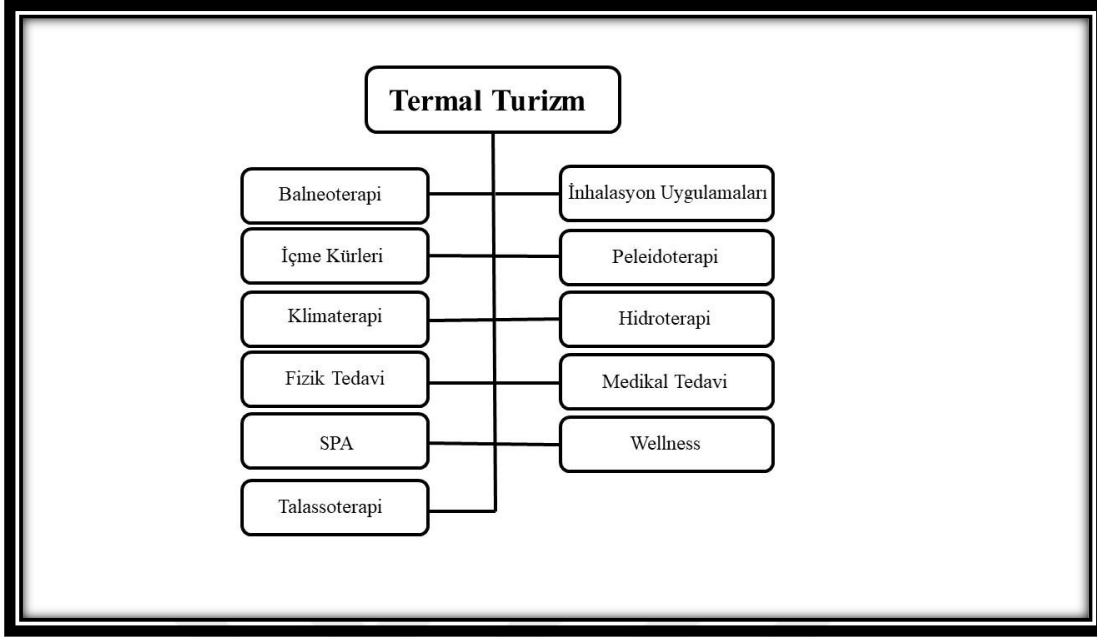 Termal Turizm
Balneoterapi
İnhalasyon Uygulamaları
İçme Kürleri
Peleidoterapi
Klimaterapi
Hidroterapi
Fizik Tedavi
Medikal Tedavi
SPA
Wellness
Talassoterapi